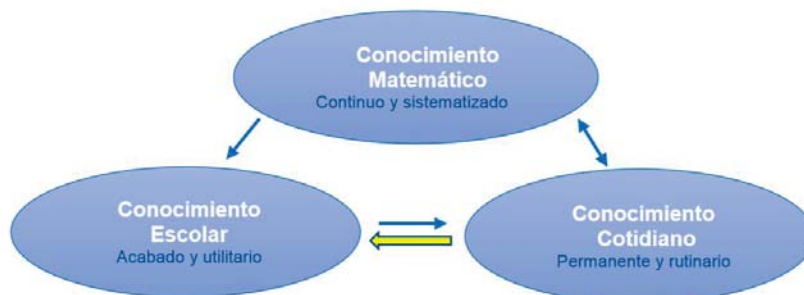 Conocimiento
Matemático
Continuo y sistematizado
Conocimiento
Escolar
Acabado y utilitario
Conocimiento
Cotidiano
Permanente y rutinario